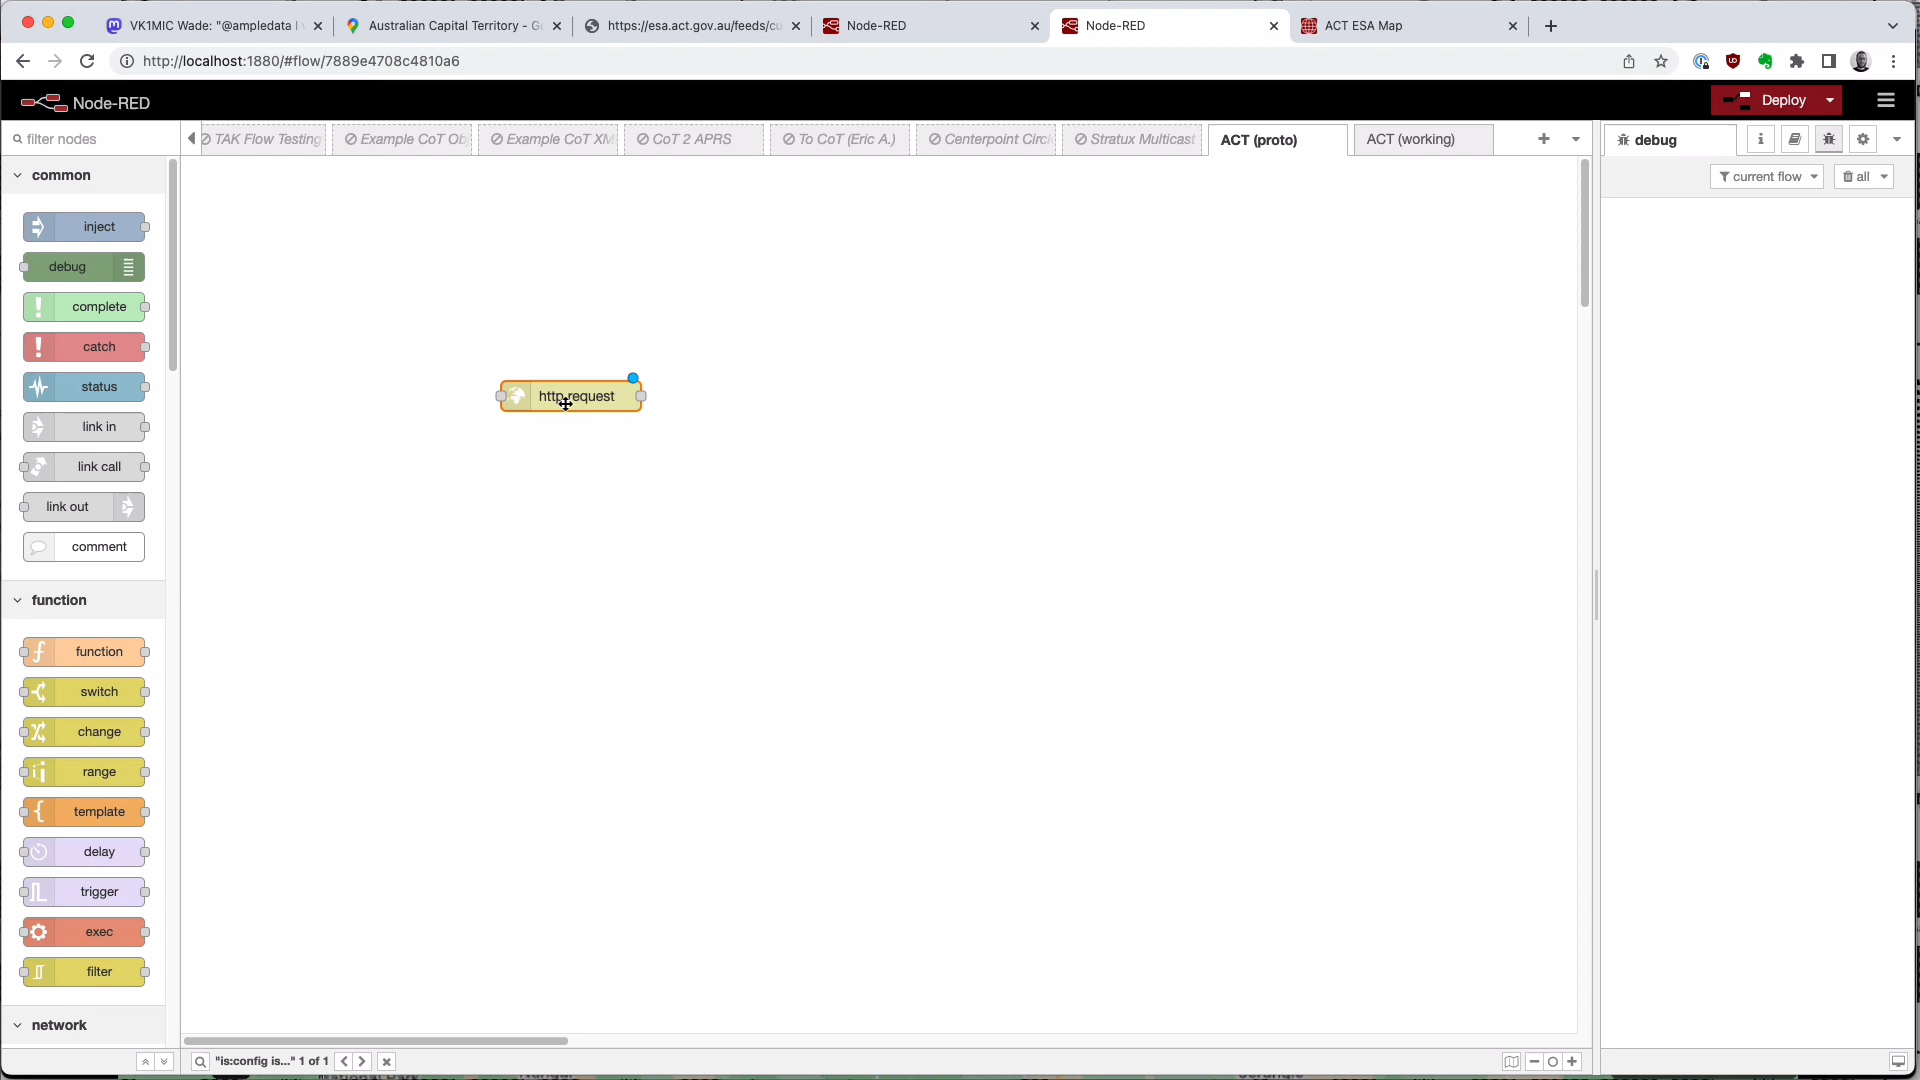 VK1MIC Wade: "@ampledata I
Australian Capital Territory - Go
https://esa.act.gov.au/feeds/cu
Node-RED
Node-RED
ACT ESA Map
http://localhost:1880/#flow/7889e4708c4810a6
Node-RED
Deploy
filter nodes
TAK Flow Testing
Example CoT Ob
Example CoT XM
CoT 2 APRS
To CoT (Eric A.)
Centerpoint Circl
Stratux Multicast
ACT (proto)
ACT (working)
debug
current flow
all
common
inject
debug
complete
catch
status
link in
link call
link out
comment
http request
function
function
switch
change
range
template
delay
trigger
exec
filter
network
"is:config is..." 1 of 1